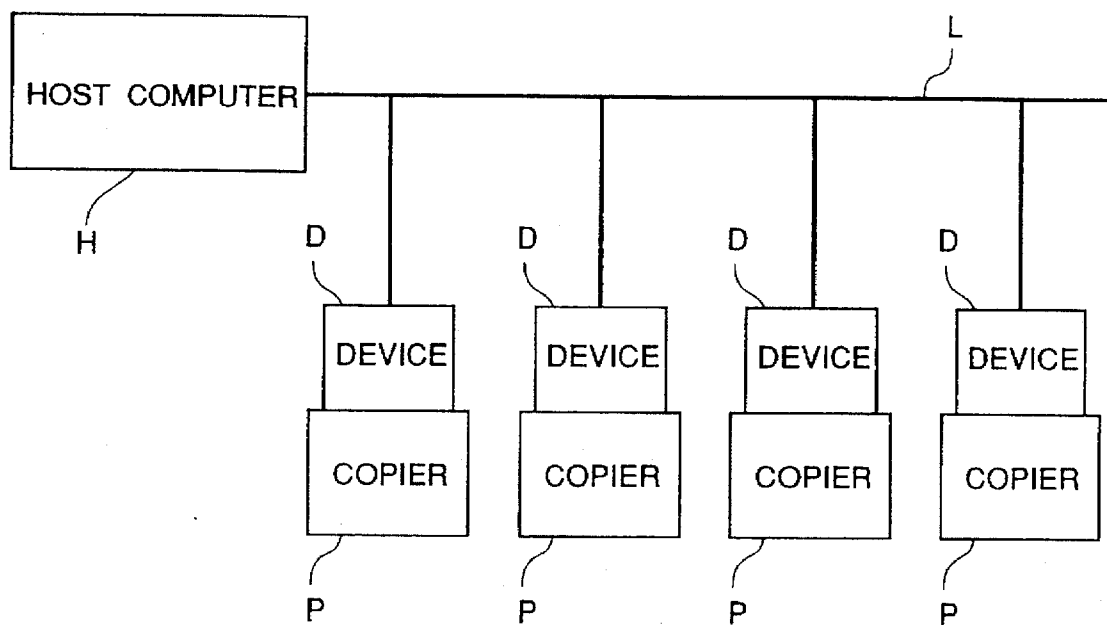 L
HOST COMPUTER
H
D D D D
DEVICE DEVICE DEVICE DEVICE
COPIER COPIER COPIER COPIER
P P P P